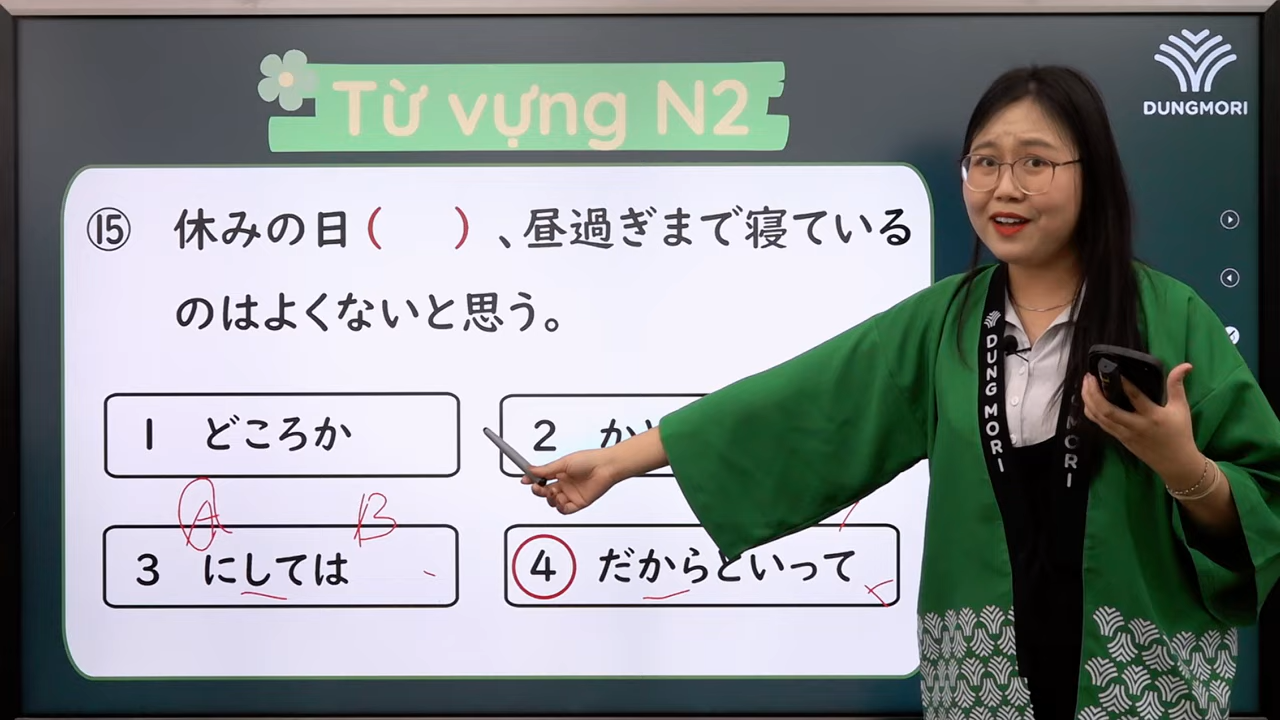 Từ vựng N2
DUNGMORI
⑮ 休みの日( )、昼過ぎまで寝ている
のはよくないと思う。
1 どころか
2
A B
3 にしては
4 だからといって
DUNG MORI
MORI